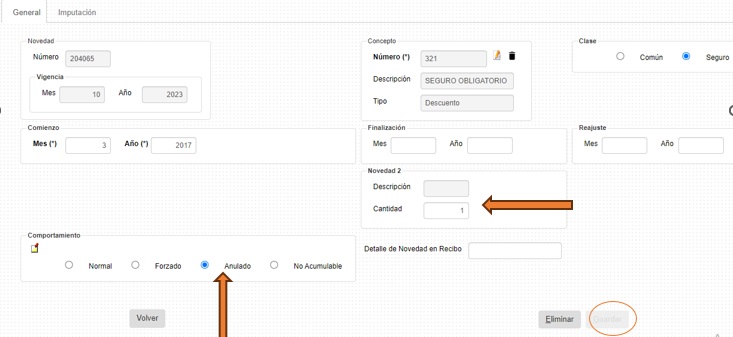 General Imputación
Novedad Concepto Clase
Número 204065 Número (*) 321 Común Seguro
Vigencia
Mes 10 Año 2023
Descripción SEGURO OBLIGATORIO
Tipo Descuento
Comienzo Finalización Reajuste
Mes (*) 3 Año (*) 2017 Mes Año Mes Año
Novedad 2
Descripción
Cantidad 1
Comportamiento
Detalle de Novedad en Recibo
Normal Forzado Anulado No Acumulable
Volver Eliminar Guardar